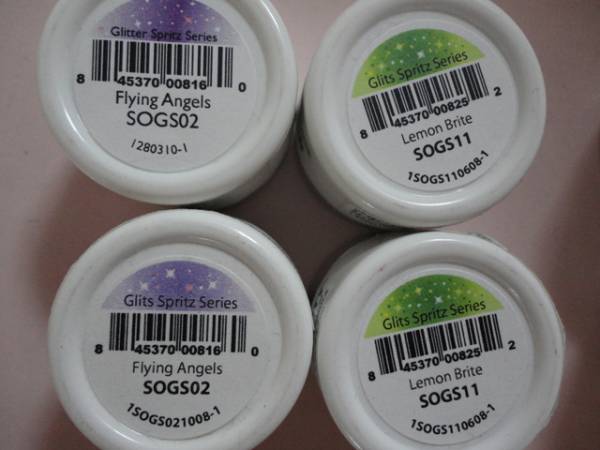 Glitter Spritz Series
8 45370 00816 0
Flying Angels
SOGS02
1280310-1
Glits Spritz Series
8 45370 00825 2
Lemon Brite
SOGS11
1SOGS110608-1
Glits Spritz Series
8 45370 00816 0
Flying Angels
SOGS02
1SOGS021008-1
Glits Spritz Series
8 45370 00825 2
Lemon Brite
SOGS11
1SOGS110608-1